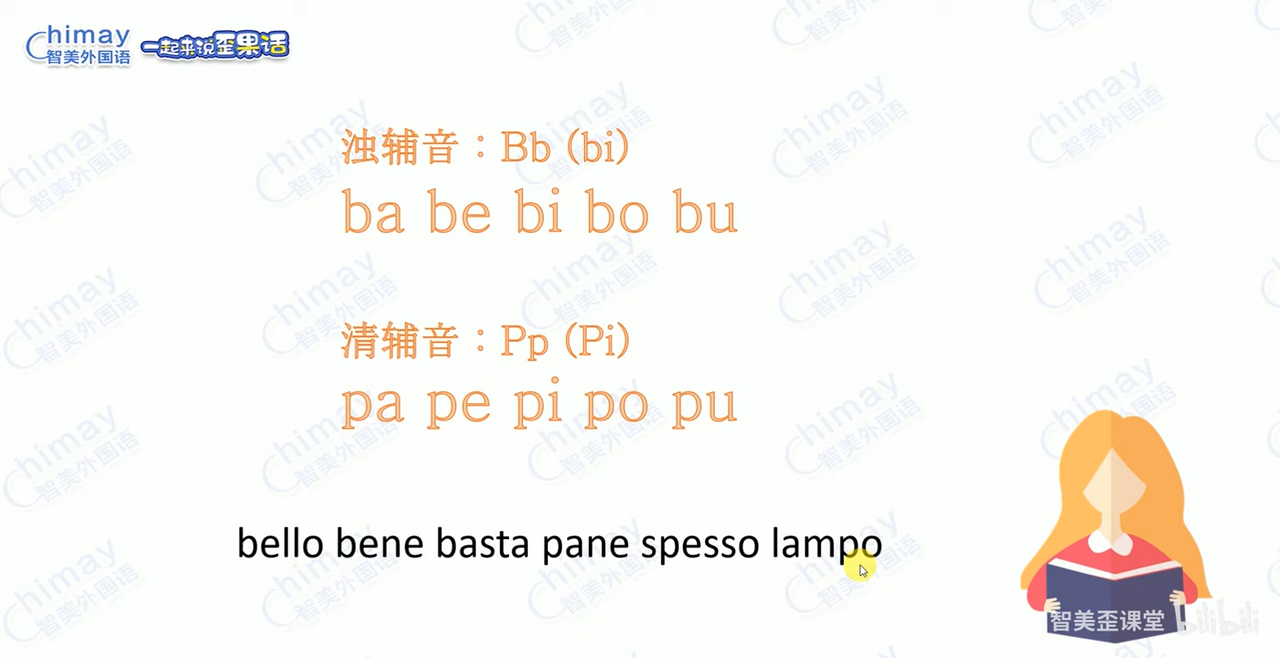 Chimay
智美外国语
一起来说歪果话
浊辅音：Bb (bi)
ba be bi bo bu
清辅音：Pp (Pi)
pa pe pi po pu
bello bene basta pane spesso lampo
智美歪课堂
bilibili